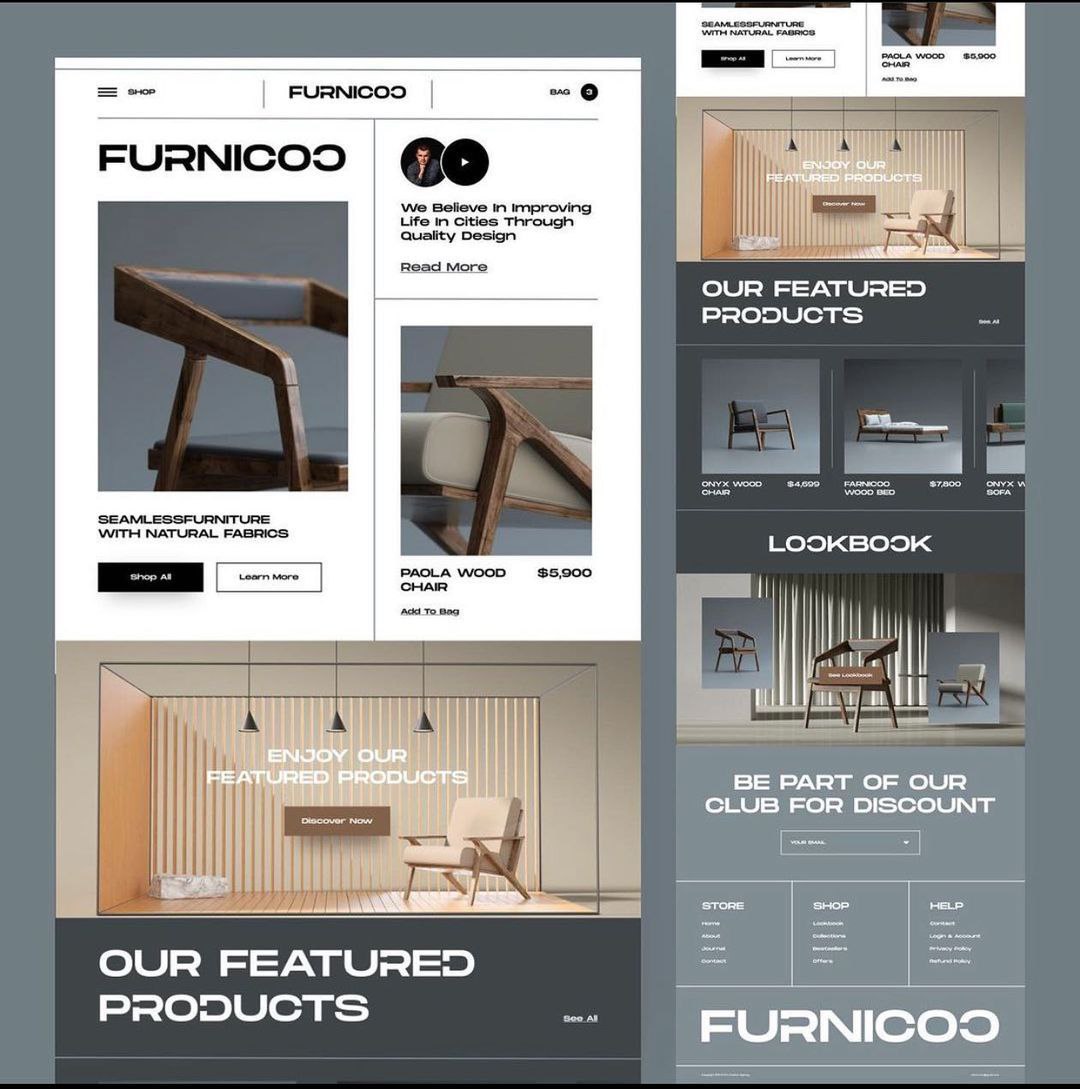 SHOP
FURNICOO
BAG 3
FURNICOO
We Believe In Improving
Life In Cities Through
Quality Design
Read More
SEAMLESSFURNITURE
WITH NATURAL FABRICS
Shop All
Learn More
PAOLA WOOD
CHAIR
$5,900
Add To Bag
ENJOY OUR
FEATURED PRODUCTS
Discover Now
OUR FEATURED
PRODUCTS
See All
SEAMLESSFURNITURE
WITH NATURAL FABRICS
Shop All
Learn More
PAOLA WOOD
CHAIR
$5,900
Add To Bag
ENJOY OUR
FEATURED PRODUCTS
Discover Now
OUR FEATURED
PRODUCTS
See All
ONYX WOOD
CHAIR
$4,599
FARNICOO
WOOD BED
$7,800
ONYX W
SOFA
LOOKBOOK
See Lookbook
BE PART OF OUR
CLUB FOR DISCOUNT
YOUR EMAIL
STORE
Home
About
Journal
Contact
SHOP
Lookbook
Collections
Bestsellers
Offers
HELP
Contact
Login & Account
Privacy Policy
Refund Policy
FURNICOO